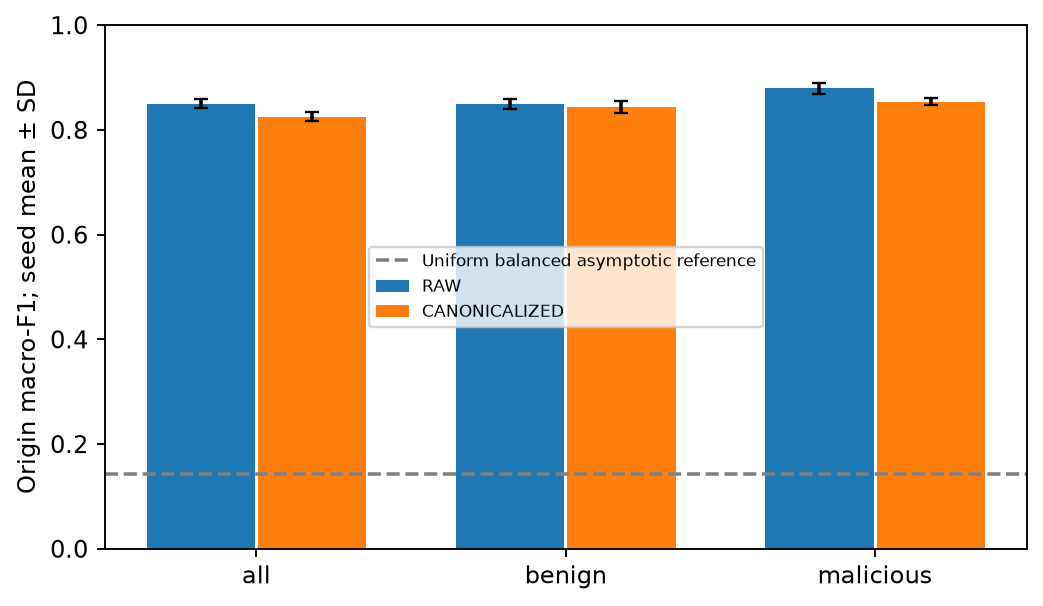 Origin macro-F1; seed mean ± SD
1.0
0.8
0.6
0.4
0.2
0.0
Uniform balanced asymptotic reference
RAW
CANONICALIZED
all
benign
malicious